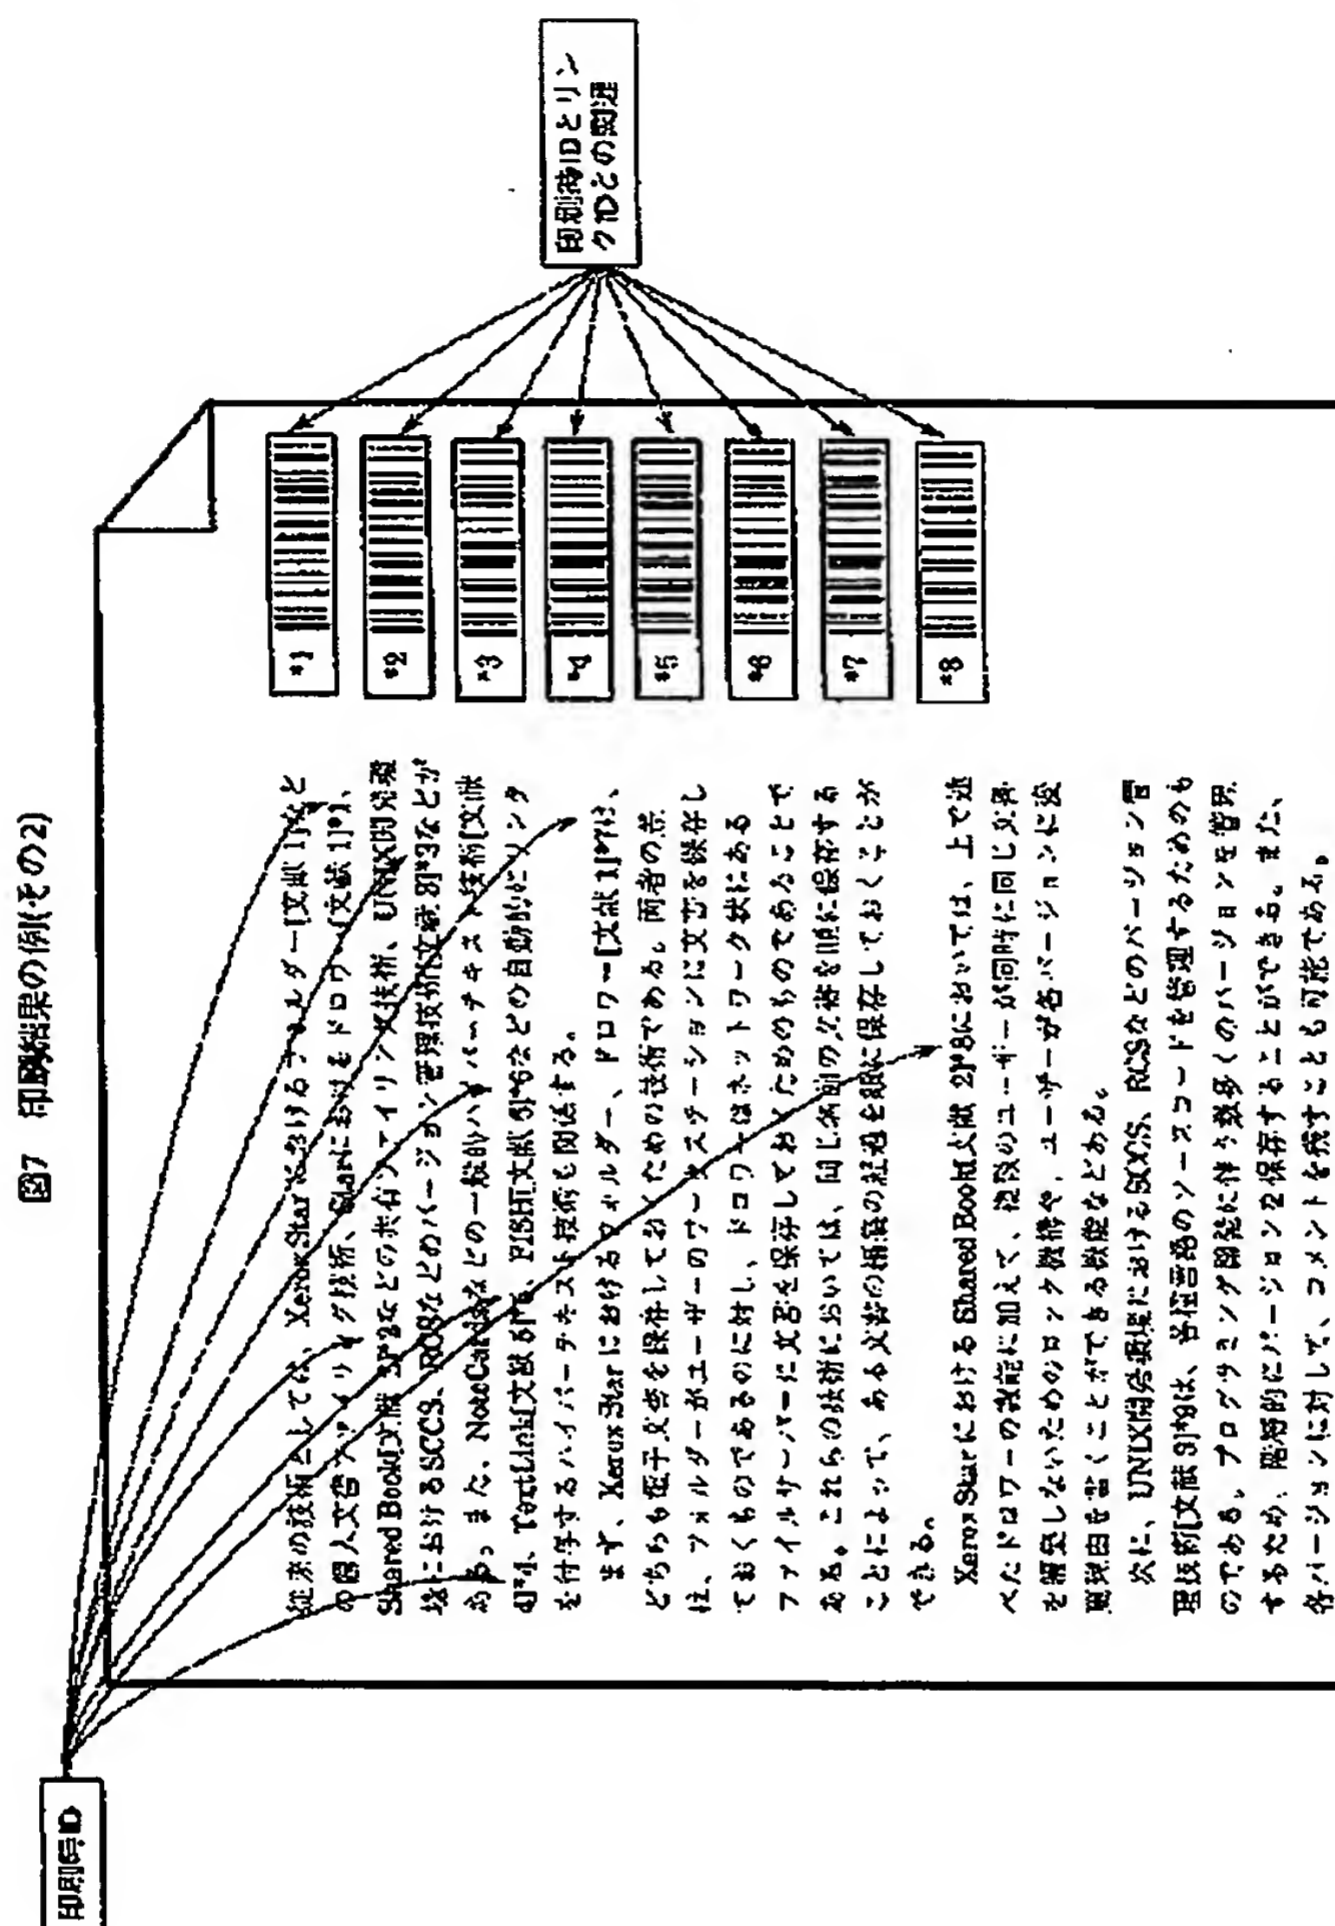 図7 印刷結果の例(その2)
印刷時ID
印刷時IDとリン
クIDとの関連
*1
*2
*3
*4
*5
*6
*7
*8
従来の技術としては、Xerox Starにおけるフォルダー[文献 1]など
の個人文書ファイリング技術、Starにおけるドロワー[文献 1]*1、
Shared Book[文献 2]*2などの共有ファイリング技術、UNIX開発環
境におけるSCCS、RCSなどのバージョン管理技術[文献 3]*3などが
ある。また、NoteCardsなどの一般的ハイパーテキスト技術[文献
4]*4、 文献 、FISH[文献 6]*6などの自動的にリンク
を付与するハイパーテキスト技術も関係する。
まず、Xerox Starにおけるフォルダー、ドロワー[文献 1]*7は、
どちらも電子文書を保存しておくための技術である。両者の差
は、フォルダーがユーザーのワークステーションに文書を保存し
ておくものであるのに対し、ドロワーはネットワーク状にある
ファイルサーバーに文書を保存しておくためのものであることで
ある。これらの技術においては、同じ名前の文書を順に保存する
ことによって、ある文書の推敲の経過を順に保存しておくことが
できる。
Xerox StarにおけるShared Book[文献 2]*8においては、上で述
べたドロワーの機能に加えて、複数のユーザーが同時に同じ文書
を 変更しないためのロック機構や、ユーザーが各バージョンに変
更理由を書くことができる機能などがある。
次に、UNIX開発環境におけるSCCS、RCSなどのバージョン管
理技術[文献 3]*9は、 のソースコードを管理するためのも
のである。プログラミング開発に伴う数多くのバージョンを管理
するため、階層的にバージョンを保存することができる。また、
各バージョンに対して、コメントを残すことも可能である。